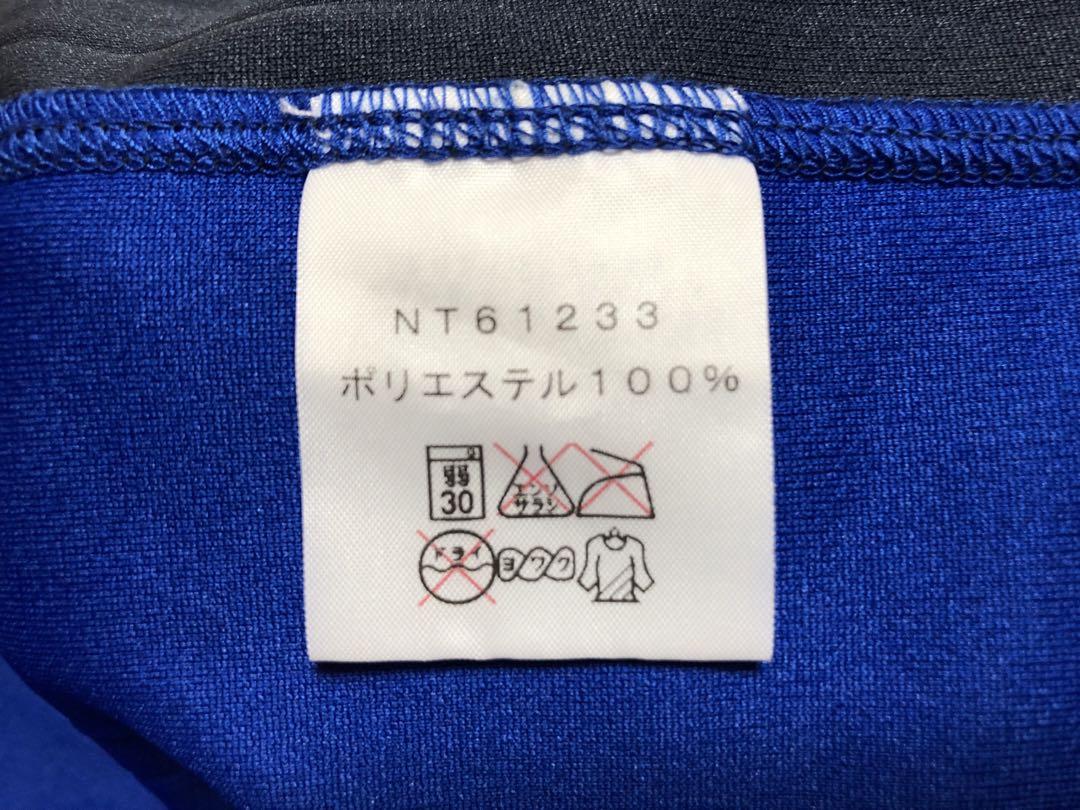 NT61233
ポリエステル100%
弱
30
エンソ
サラシ
ドライ
ヨワク